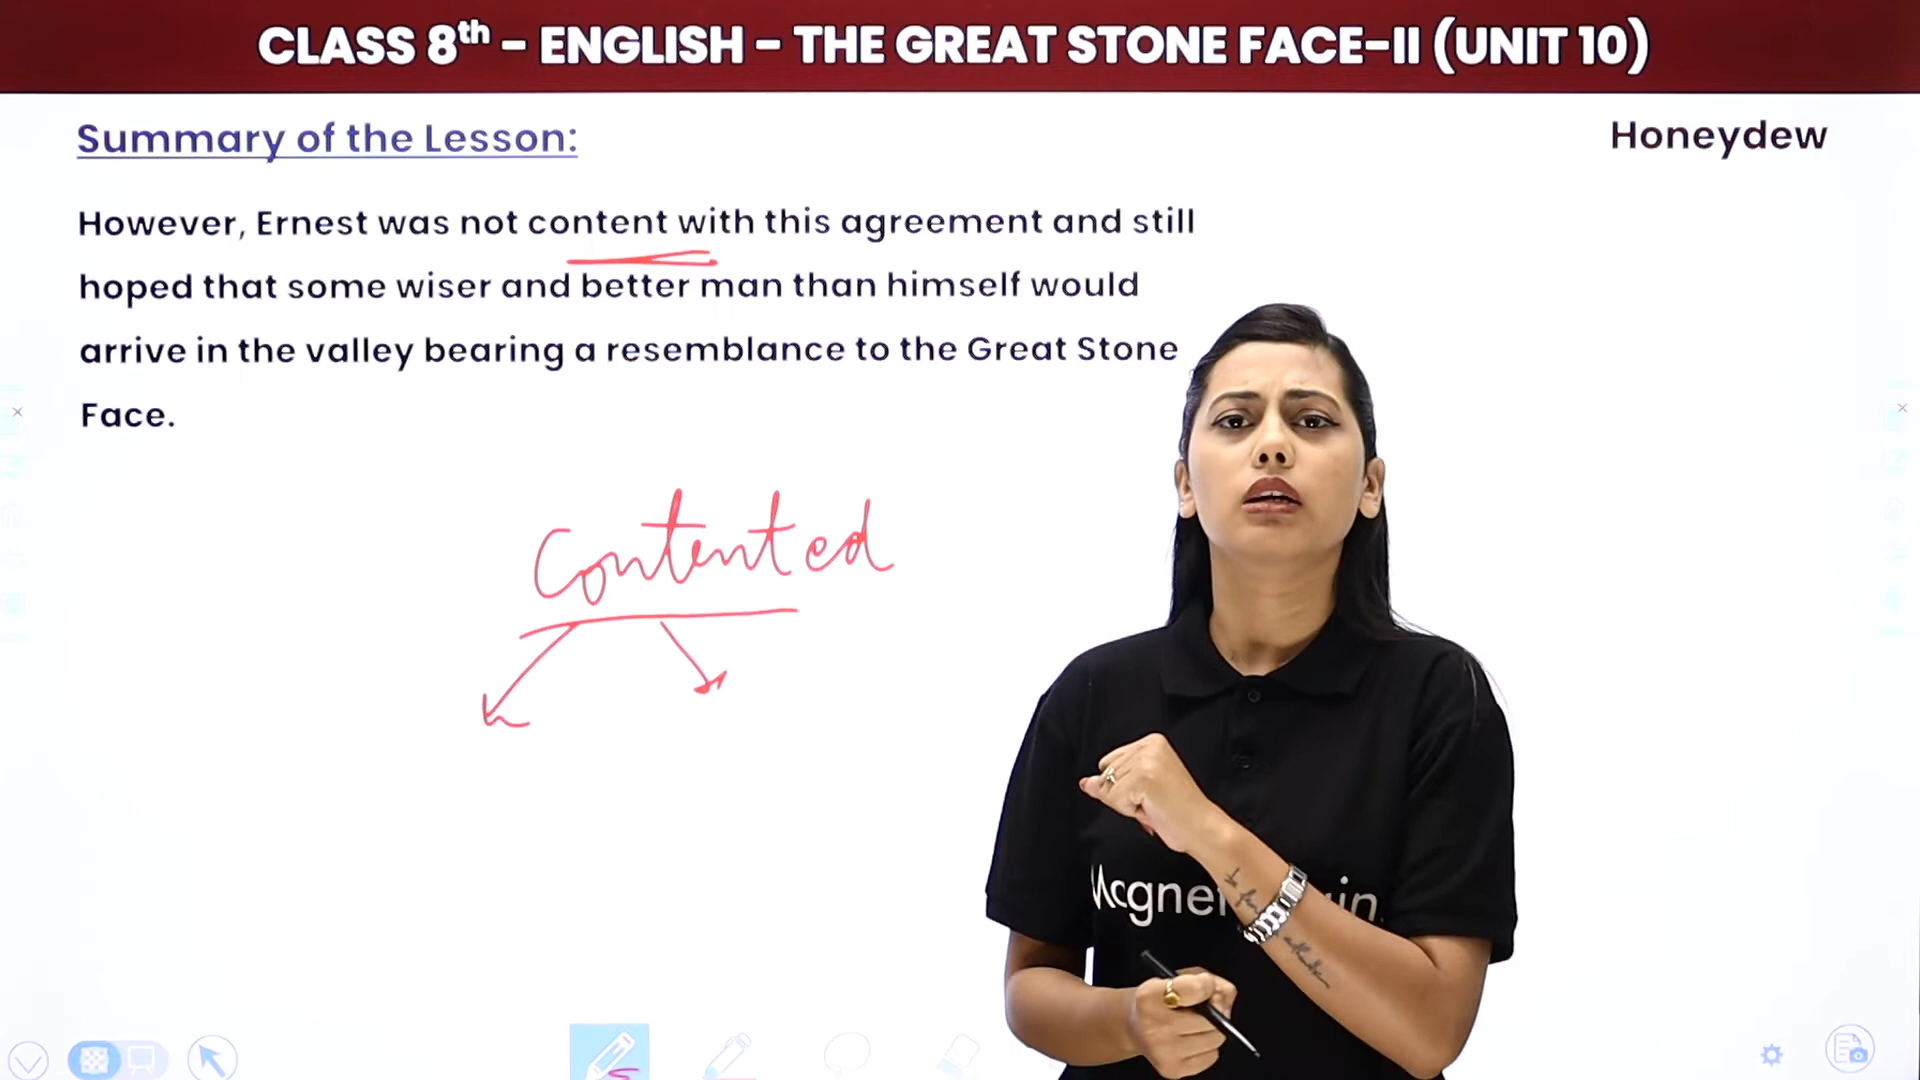 CLASS 8th - ENGLISH - THE GREAT STONE FACE-II (UNIT 10)
Summary of the Lesson:
Honeydew
However, Ernest was not content with this agreement and still
hoped that some wiser and better man than himself would
arrive in the valley bearing a resemblance to the Great Stone
Face.
Contented